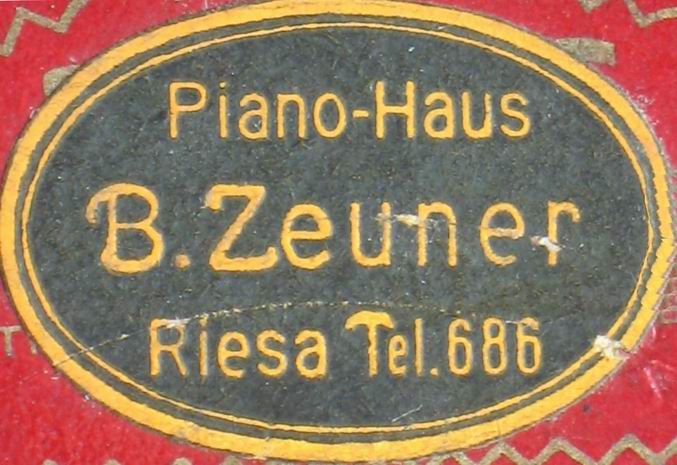 Piano-Haus
B. Zeuner
Riesa Tel. 686